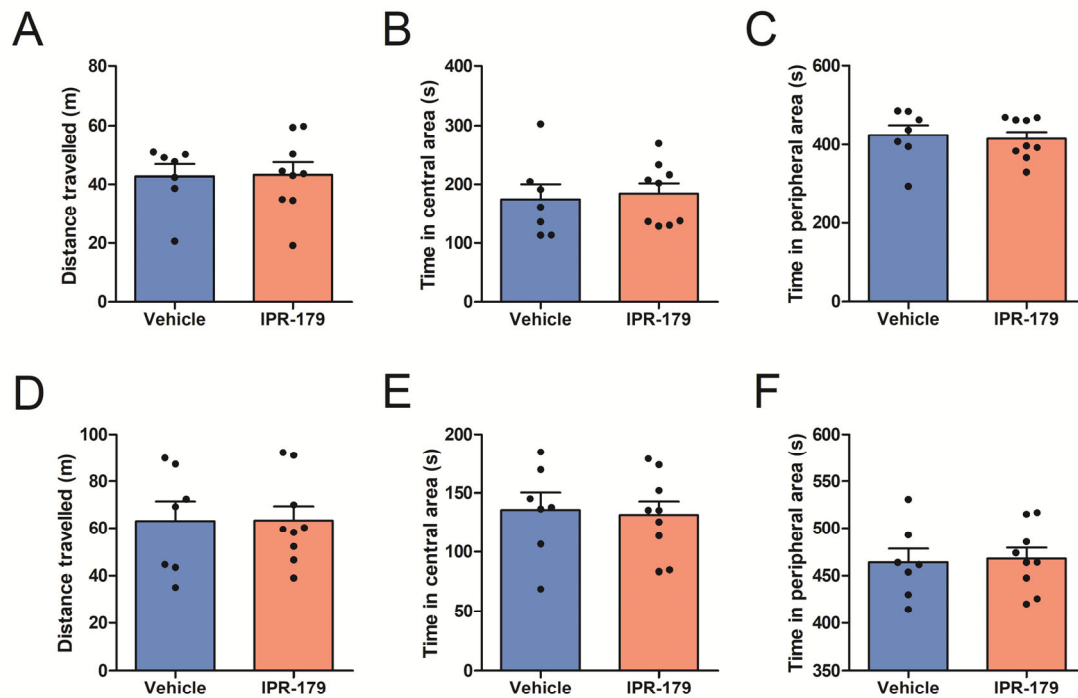 A
Distance travelled (m)
80
60
40
20
0
Vehicle IPR-179
B
Time in central area (s)
400
300
200
100
0
Vehicle IPR-179
C
Time in peripheral area (s)
600
400
200
0
Vehicle IPR-179
D
Distance travelled (m)
100
80
60
40
20
0
Vehicle IPR-179
E
Time in central area (s)
200
150
100
50
0
Vehicle IPR-179
F
Time in peripheral area (s)
600
550
500
450
400
350
Vehicle IPR-179